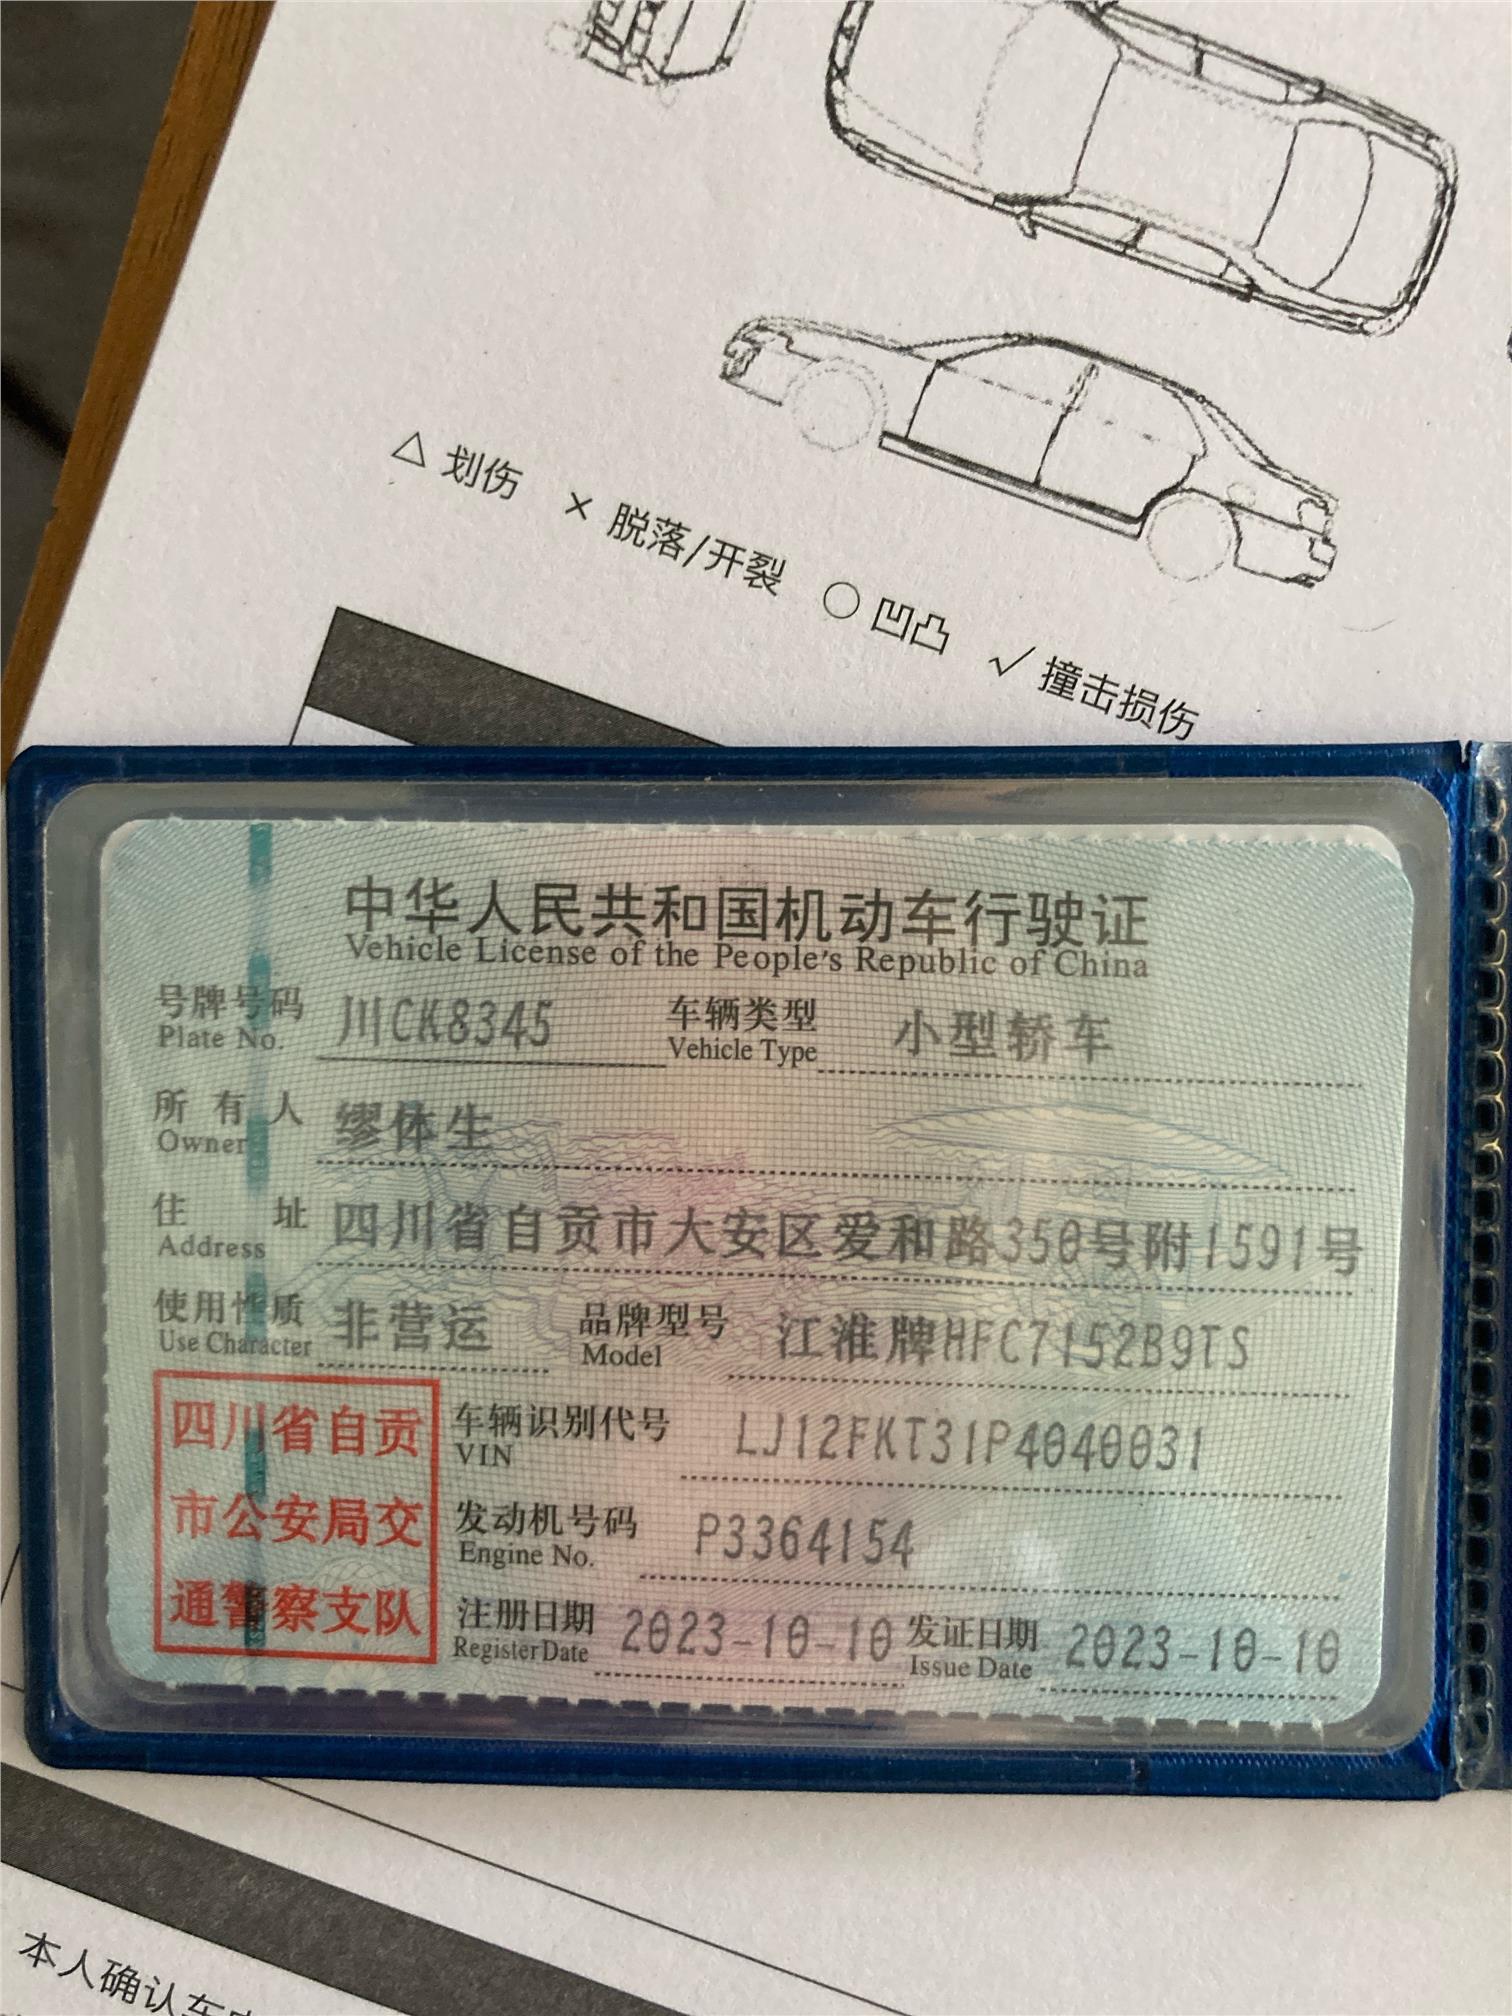 △ 划伤 × 脱落/开裂 ○ 凹凸 √ 撞击损伤
中华人民共和国机动车行驶证
Vehicle License of the People's Republic of China
号牌号码 川CK8345 车辆类型 小型轿车
Plate No. Vehicle Type
所有人 缪体生
Owner
住址 四川省自贡市大安区爱和路350号附1591号
Address
使用性质 非营运 品牌型号 江淮牌HFC7152B9TS
Use Character Model
四川省自贡
市公安局交
通警察支队
车辆识别代号 LJ12FKT31P4040031
VIN
发动机号码 P3364154
Engine No.
注册日期 2023-10-10 发证日期 2023-10-10
Register Date Issue Date
本人确认车